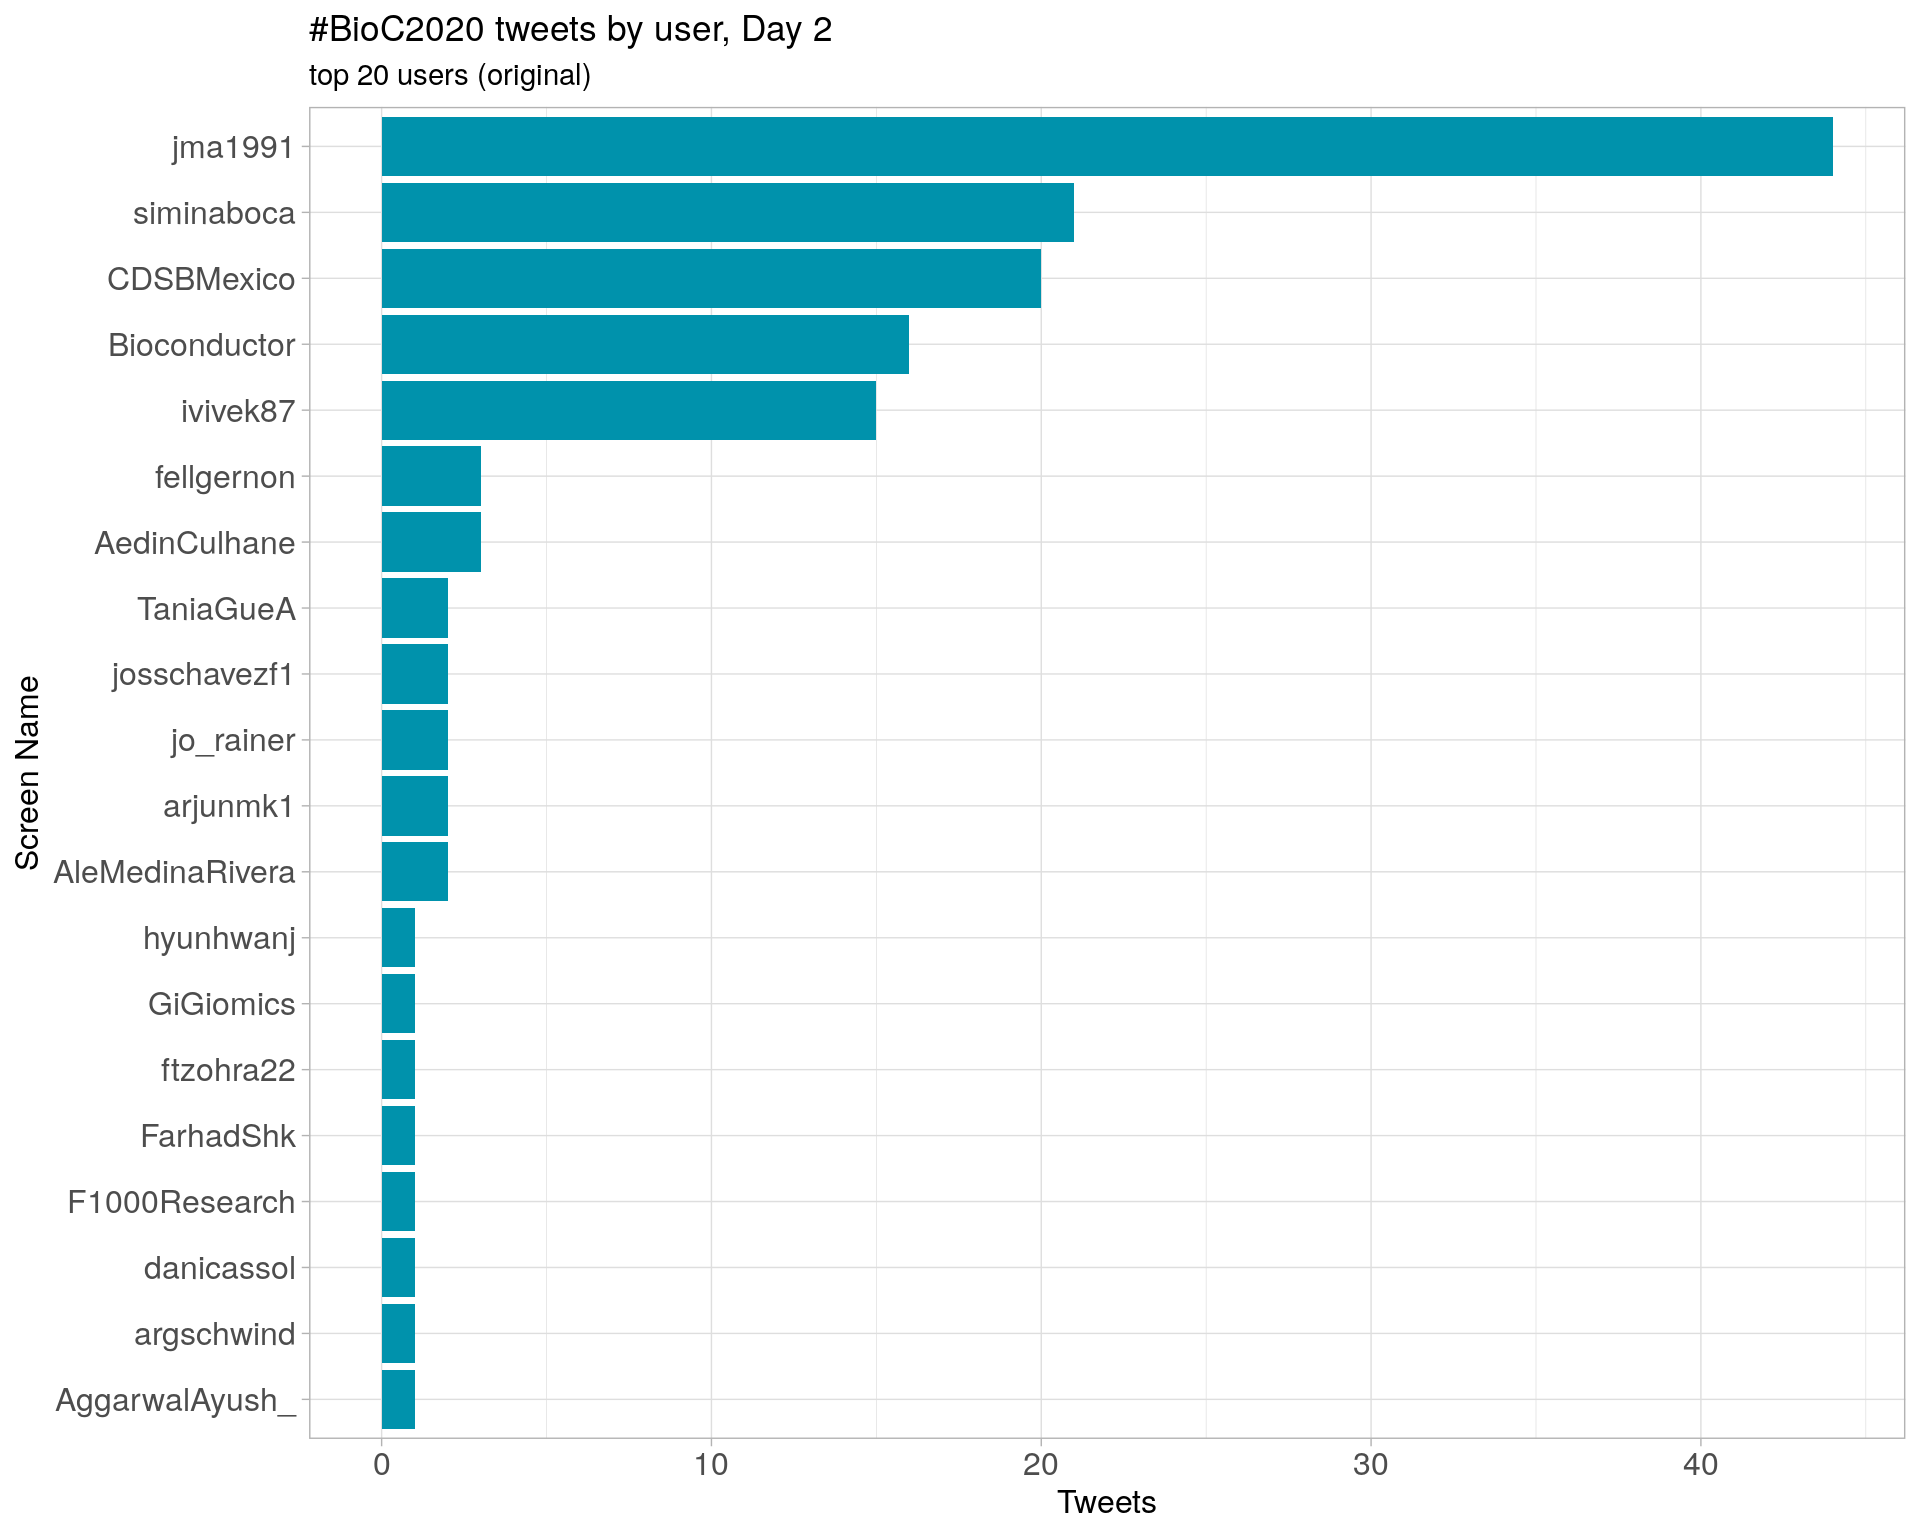 #BioC2020 tweets by user, Day 2
top 20 users (original)
jma1991
siminaboca
CDSBMexico
Bioconductor
ivivek87
fellgernon
AedinCulhane
TaniaGueA
josschavezf1
jo_rainer
arjunmk1
AleMedinaRivera
hyunhwanj
GiGiomics
ftzohra22
FarhadShk
F1000Research
danicassol
argschwind
AggarwalAyush_
Screen Name
0 10 20 30 40
Tweets